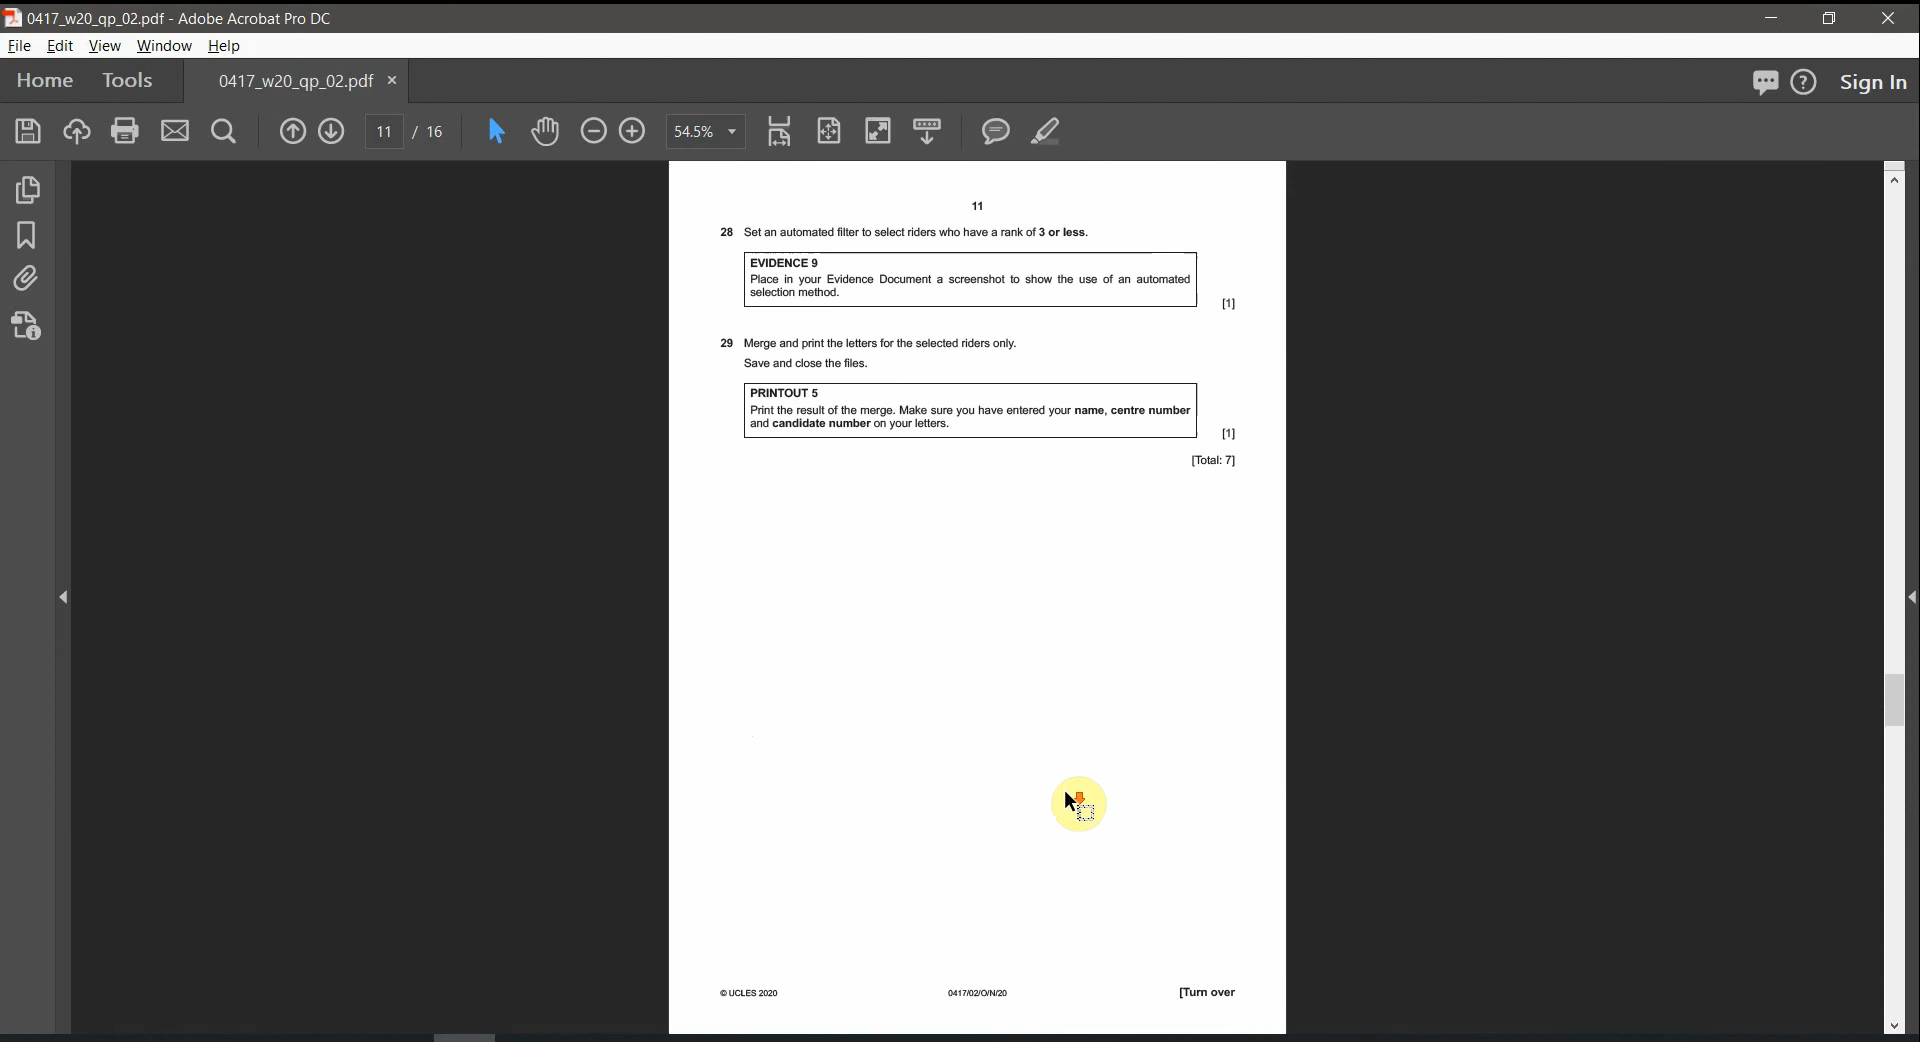 0417_w20_qp_02.pdf - Adobe Acrobat Pro DC
File Edit View Window Help
Home Tools 0417_w20_qp_02.pdf × Sign In
11 / 16 54.5%
11
28 Set an automated filter to select riders who have a rank of 3 or less.
EVIDENCE 9
Place in your Evidence Document a screenshot to show the use of an automated
selection method.
[1]
29 Merge and print the letters for the selected riders only.
Save and close the files.
PRINTOUT 5
Print the result of the merge. Make sure you have entered your name, centre number
and candidate number on your letters.
[1]
[Total: 7]
© UCLES 2020 0417/02/O/N/20 [Turn over